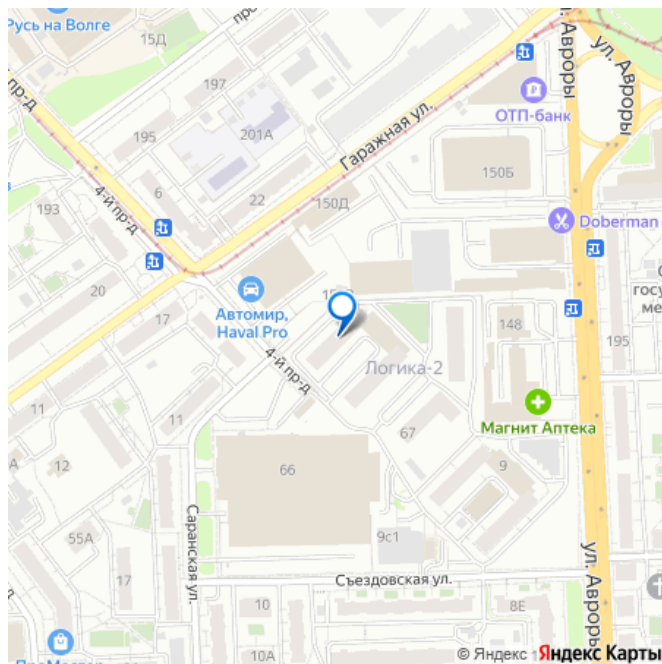 Русь на Волге
15Д
ул. Авроры
ул. Авроры
197
ОТП-банк
195
201А
Гаражная ул.
150Б
4-й пр-д
6
22
193
150Д
Doberman
20
Автомир,
Haval Pro
17
148
195
4-й пр-д
Логика-2
11
11
67
Магнит Аптека
12
66
9
55А
Саранская ул.
9с1
17
Съездовская ул.
ул. Авроры
10
8Е
10А
© Яндекс Яндекс Карты